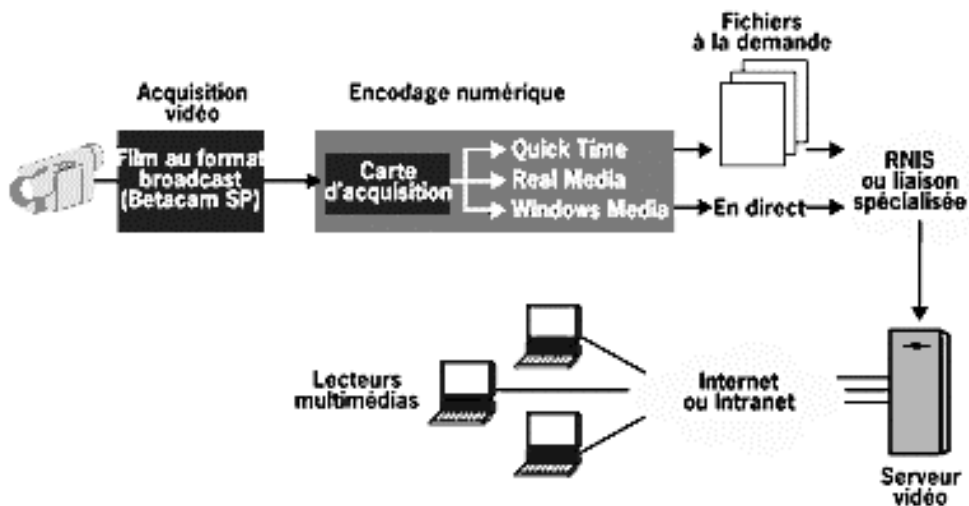 Fichiers
à la demande
Acquisition
vidéo
Encodage numérique
Film au format
broadcast
(Betacam SP)
Carte
d'acquisition
Quick Time
Real Media
Windows Media
En direct
RNIS
ou liaison
spécialisée
Lecteurs
multimédias
Internet
ou Intranet
Serveur
vidéo